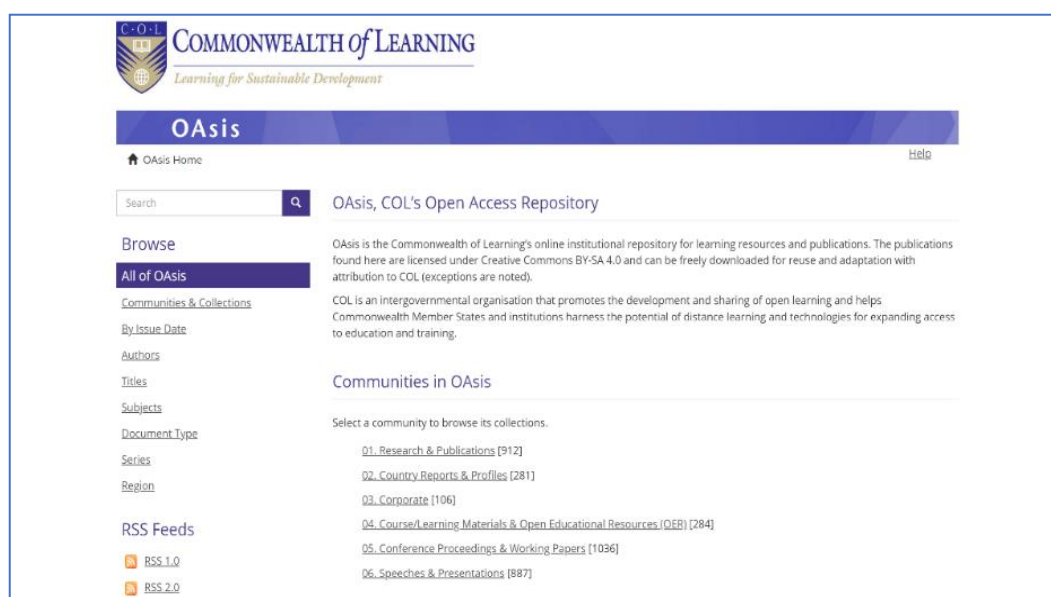 C·O·L
COMMONWEALTH of LEARNING
Learning for Sustainable Development
OAsis
OAsis Home
Help
Search
Browse
All of OAsis
Communities & Collections
By Issue Date
Authors
Titles
Subjects
Document Type
Series
Region
RSS Feeds
RSS 1.0
RSS 2.0
OAsis, COL's Open Access Repository
OAsis is the Commonwealth of Learning's online institutional repository for learning resources and publications. The publications
found here are licensed under Creative Commons BY-SA 4.0 and can be freely downloaded for reuse and adaptation with
attribution to COL (exceptions are noted).
COL is an intergovernmental organisation that promotes the development and sharing of open learning and helps
Commonwealth Member States and institutions harness the potential of distance learning and technologies for expanding access
to education and training.
Communities in OAsis
Select a community to browse its collections.
01. Research & Publications [912]
02. Country Reports & Profiles [281]
03. Corporate [106]
04. Course/Learning Materials & Open Educational Resources (OER) [284]
05. Conference Proceedings & Working Papers [1036]
06. Speeches & Presentations [887]